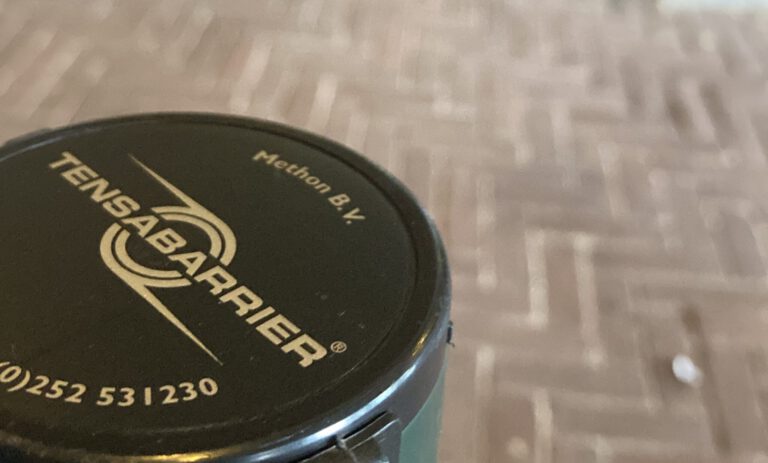 Methon B.V.
TENSABARRIER®
(0)252 531230